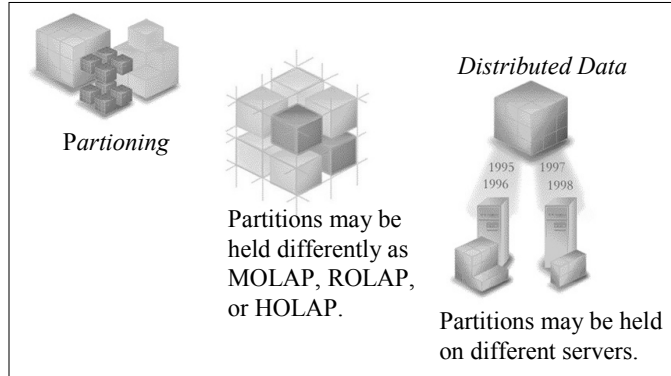 Partioning
Partitions may be
held differently as
MOLAP, ROLAP,
or HOLAP.
Distributed Data
1995 1997
1996 1998
Partitions may be held
on different servers.